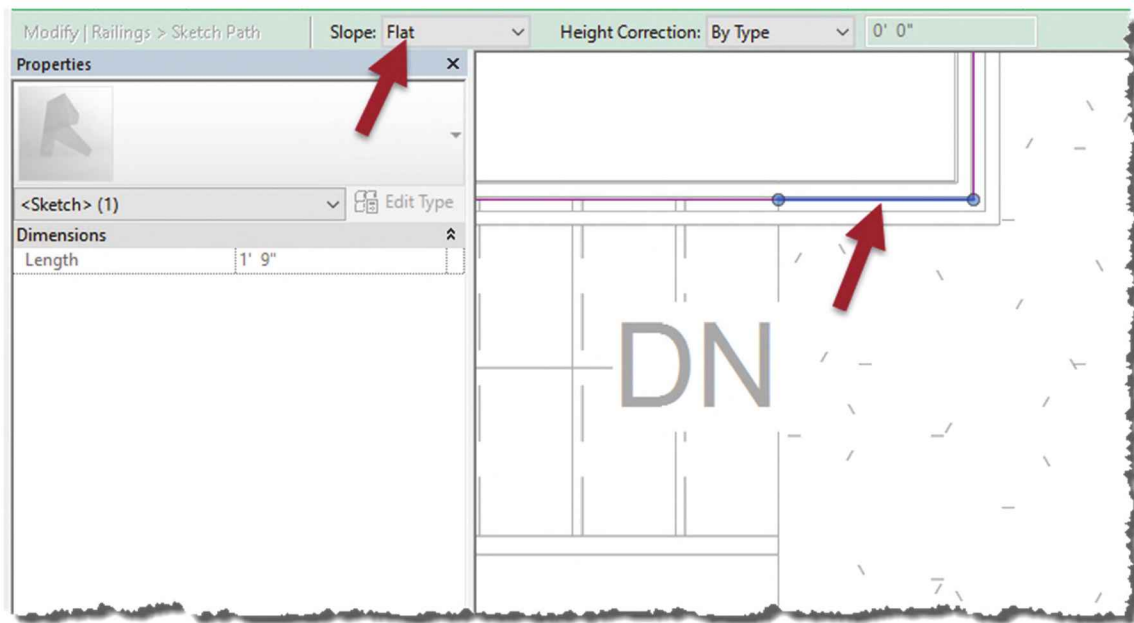 Modify | Railings > Sketch Path Slope: Flat Height Correction: By Type 0' 0"
Properties
<Sketch> (1) Edit Type
Dimensions
Length 1' 9"
DN